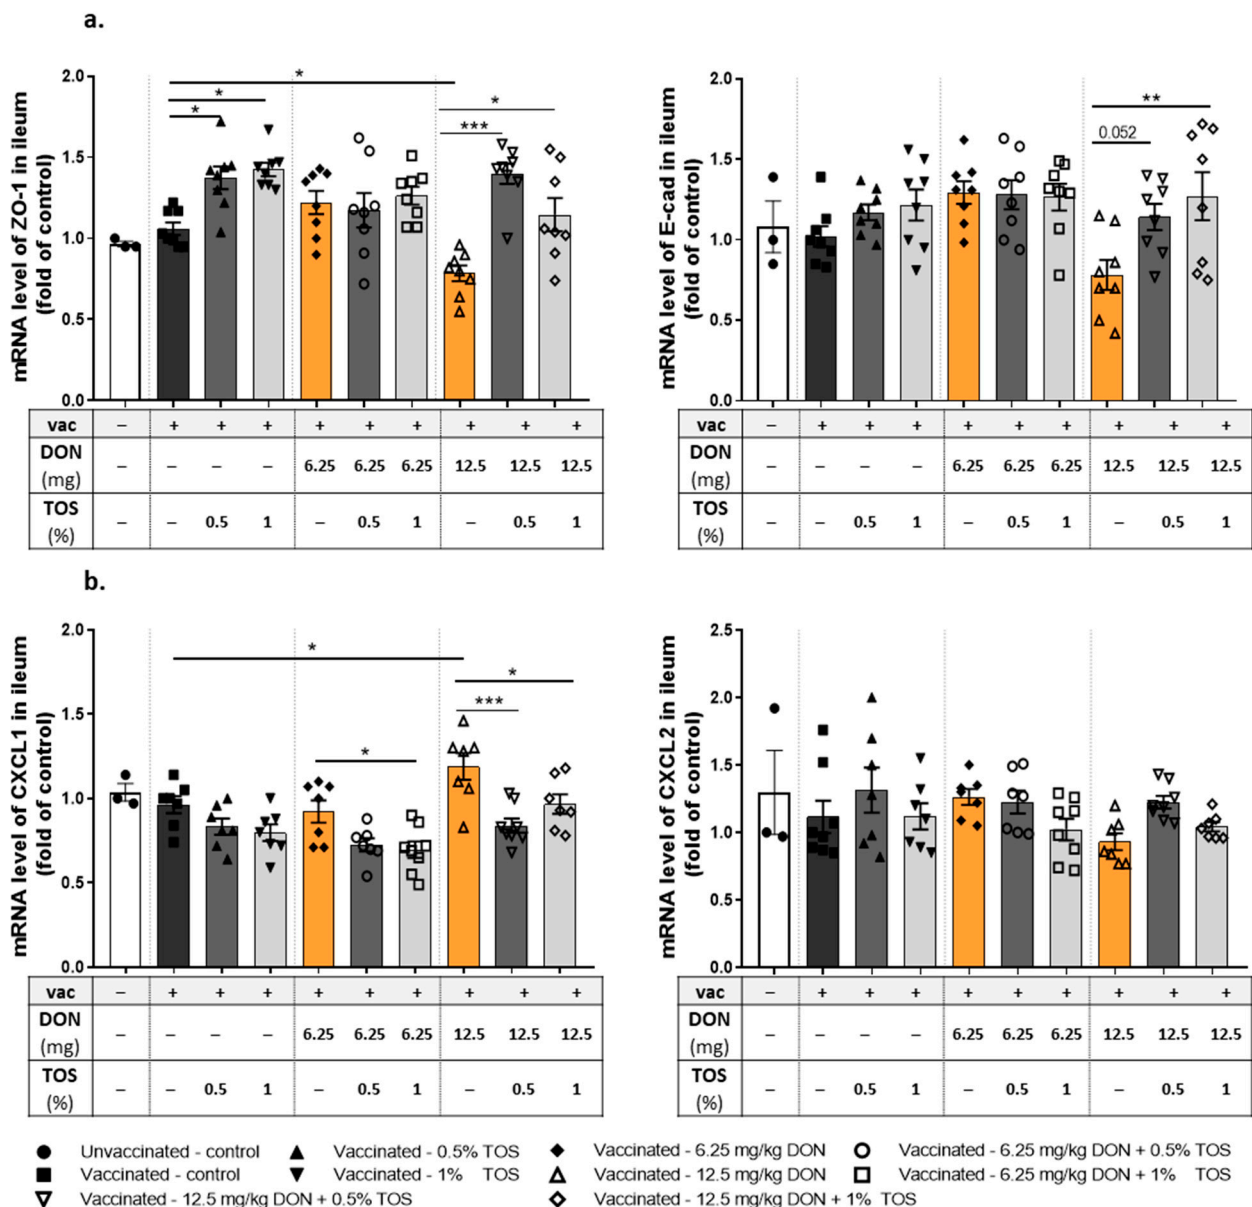 a.
mRNA level of ZO-1 in ileum
(fold of control)
2.0
1.5
1.0
0.5
0.0
*
*
*
*
***
vac – + + + + + + + + +
DON (mg) – – – – 6.25 6.25 6.25 12.5 12.5 12.5
TOS (%) – – 0.5 1 – 0.5 1 – 0.5 1
mRNA level of E-cad in ileum
(fold of control)
2.0
1.5
1.0
0.5
0.0
**
0.052
vac – + + + + + + + + +
DON (mg) – – – – 6.25 6.25 6.25 12.5 12.5 12.5
TOS (%) – – 0.5 1 – 0.5 1 – 0.5 1
b.
mRNA level of CXCL1 in ileum
(fold of control)
2.0
1.5
1.0
0.5
0.0
*
*
***
*
vac – + + + + + + + + +
DON (mg) – – – – 6.25 6.25 6.25 12.5 12.5 12.5
TOS (%) – – 0.5 1 – 0.5 1 – 0.5 1
mRNA level of CXCL2 in ileum
(fold of control)
2.5
2.0
1.5
1.0
0.5
0.0
vac – + + + + + + + + +
DON (mg) – – – – 6.25 6.25 6.25 12.5 12.5 12.5
TOS (%) – – 0.5 1 – 0.5 1 – 0.5 1
Unvaccinated - control
Vaccinated - 0.5% TOS
Vaccinated - 6.25 mg/kg DON
Vaccinated - 6.25 mg/kg DON + 0.5% TOS
Vaccinated - control
Vaccinated - 1% TOS
Vaccinated - 12.5 mg/kg DON
Vaccinated - 6.25 mg/kg DON + 1% TOS
Vaccinated - 12.5 mg/kg DON + 0.5% TOS
Vaccinated - 12.5 mg/kg DON + 1% TOS